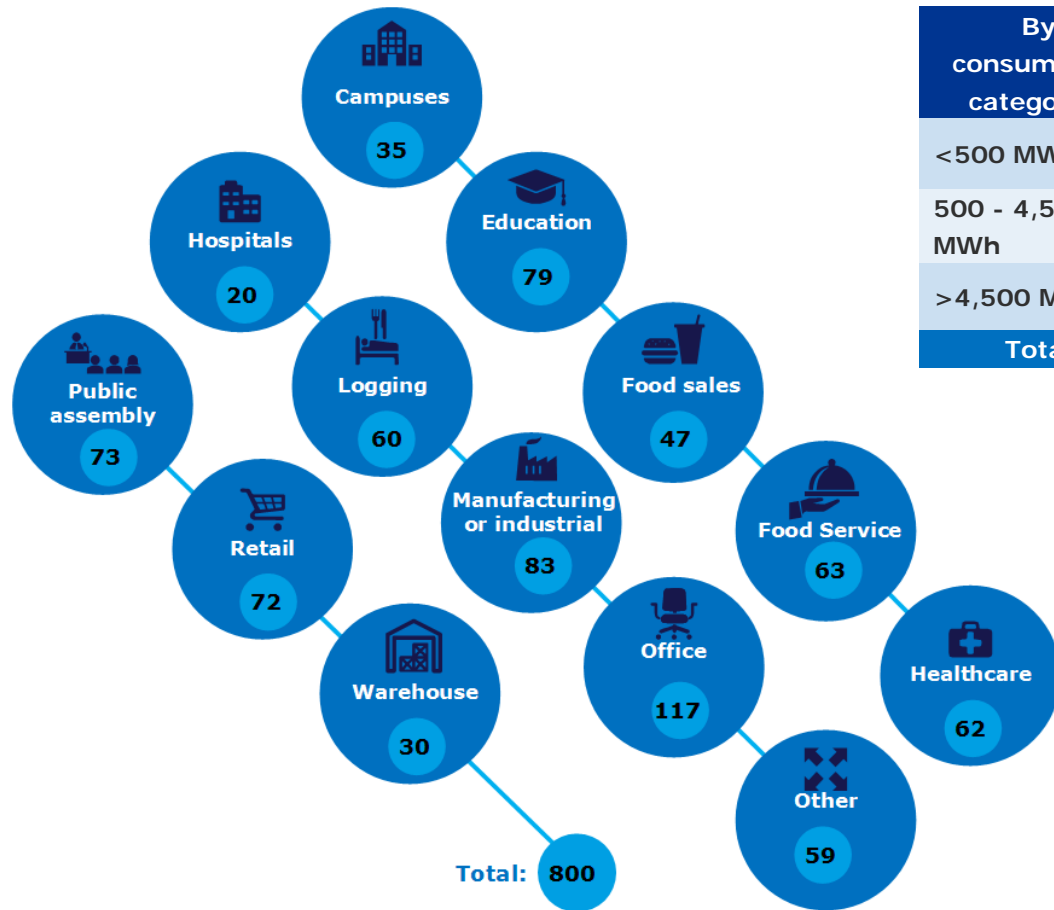 Campuses
35
Education
79
Food sales
47
Food Service
63
Healthcare
62
Hospitals
20
Logging
60
Manufacturing
or industrial
83
Office
117
Other
59
Public
assembly
73
Retail
72
Warehouse
30
Total: 800
By
consum
catego
<500 MW
500 - 4,5
MWh
>4,500 M
Tota